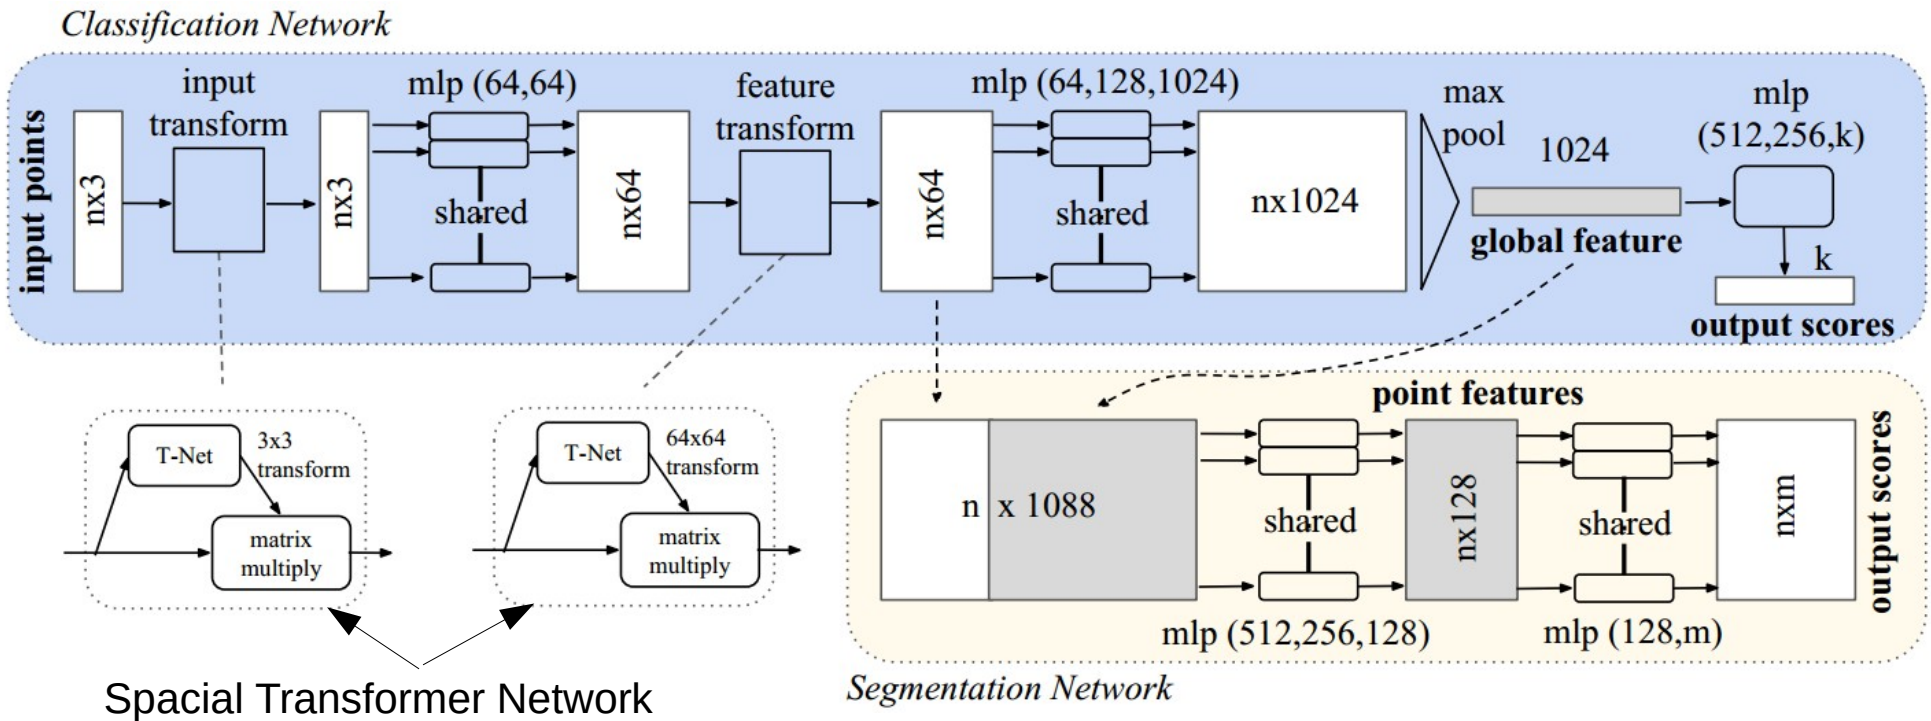 Classification Network
input points
nx3
input
transform
nx3
mlp (64,64)
shared
nx64
feature
transform
nx64
mlp (64,128,1024)
shared
nx1024
max
pool
1024
global feature
mlp
(512,256,k)
k
output scores
T-Net
3x3
transform
matrix
multiply
T-Net
64x64
transform
matrix
multiply
Spacial Transformer Network
point features
n x 1088
shared
mlp (512,256,128)
nx128
shared
mlp (128,m)
nxm
output scores
Segmentation Network